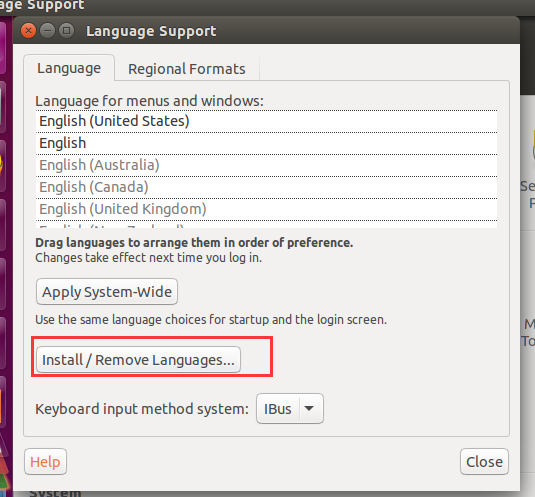 age Support
Language Support
Language
Regional Formats
Language for menus and windows:
English (United States)
English
English (Australia)
English (Canada)
English (United Kingdom)
English (New Zealand)
Drag languages to arrange them in order of preference.
Changes take effect next time you log in.
Apply System-Wide
Use the same language choices for startup and the login screen.
Install / Remove Languages...
Keyboard input method system:
IBus
Help
Close
Se
M
To
System